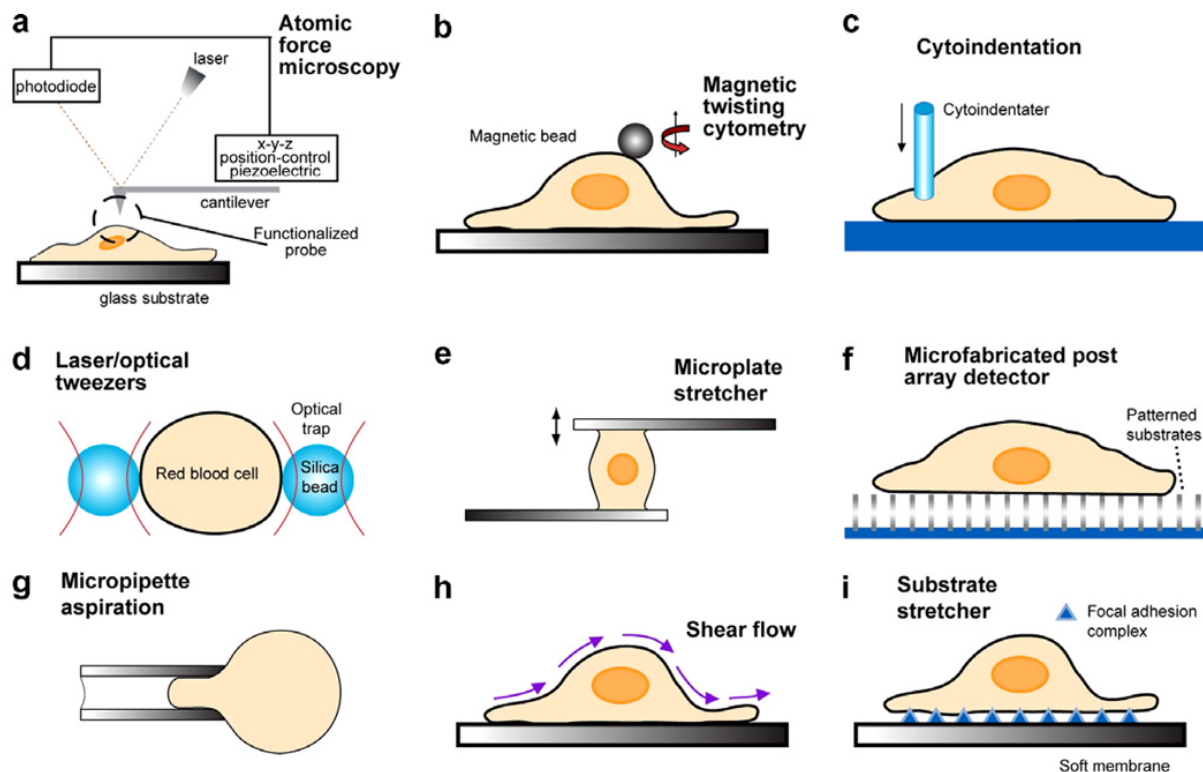 a
Atomic
force
microscopy
laser
photodiode
x-y-z
position-control
piezoelectric
cantilever
Functionalized
probe
glass substrate
b
Magnetic
twisting
cytometry
Magnetic bead
c
Cytoindentation
Cytoindentater
d
Laser/optical
tweezers
Optical
trap
Red blood cell
Silica
bead
e
Microplate
stretcher
f
Microfabricated post
array detector
Patterned
substrates
g
Micropipette
aspiration
h
Shear flow
i
Substrate
stretcher
Focal adhesion
complex
Soft membrane